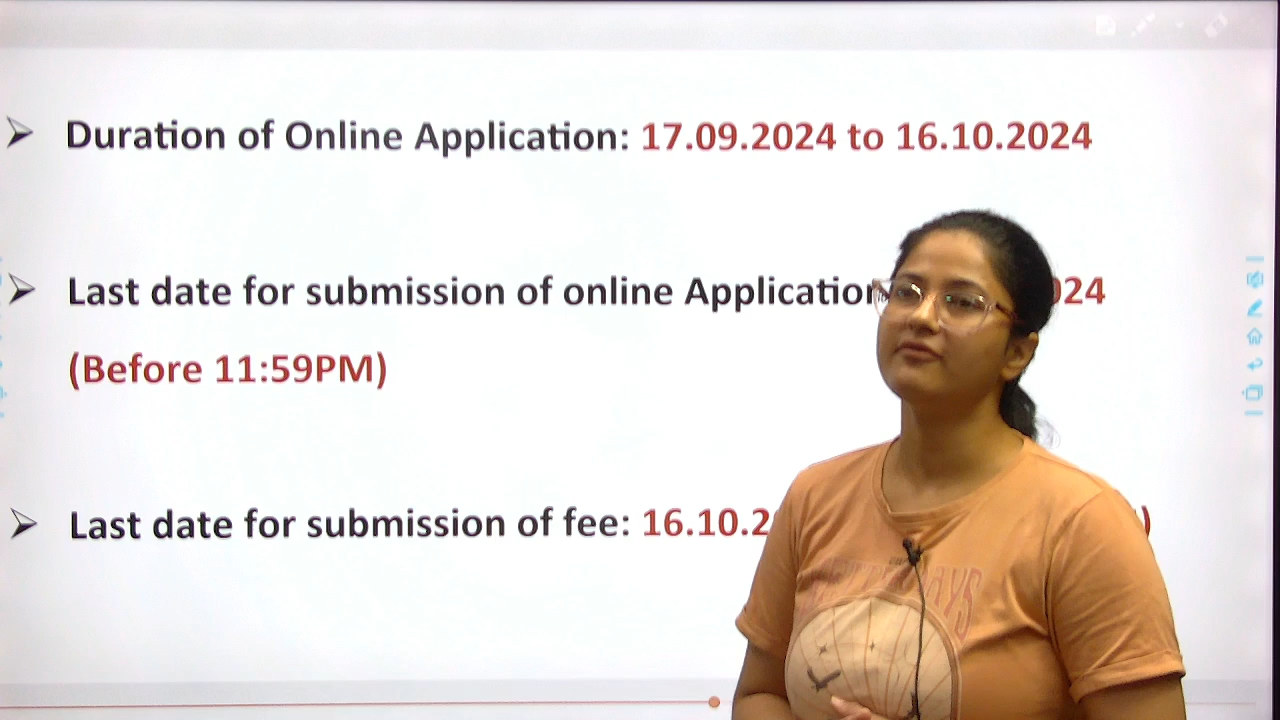 Duration of Online Application: 17.09.2024 to 16.10.2024
Last date for submission of online Application 024
(Before 11:59PM)
Last date for submission of fee: 16.10.2 )